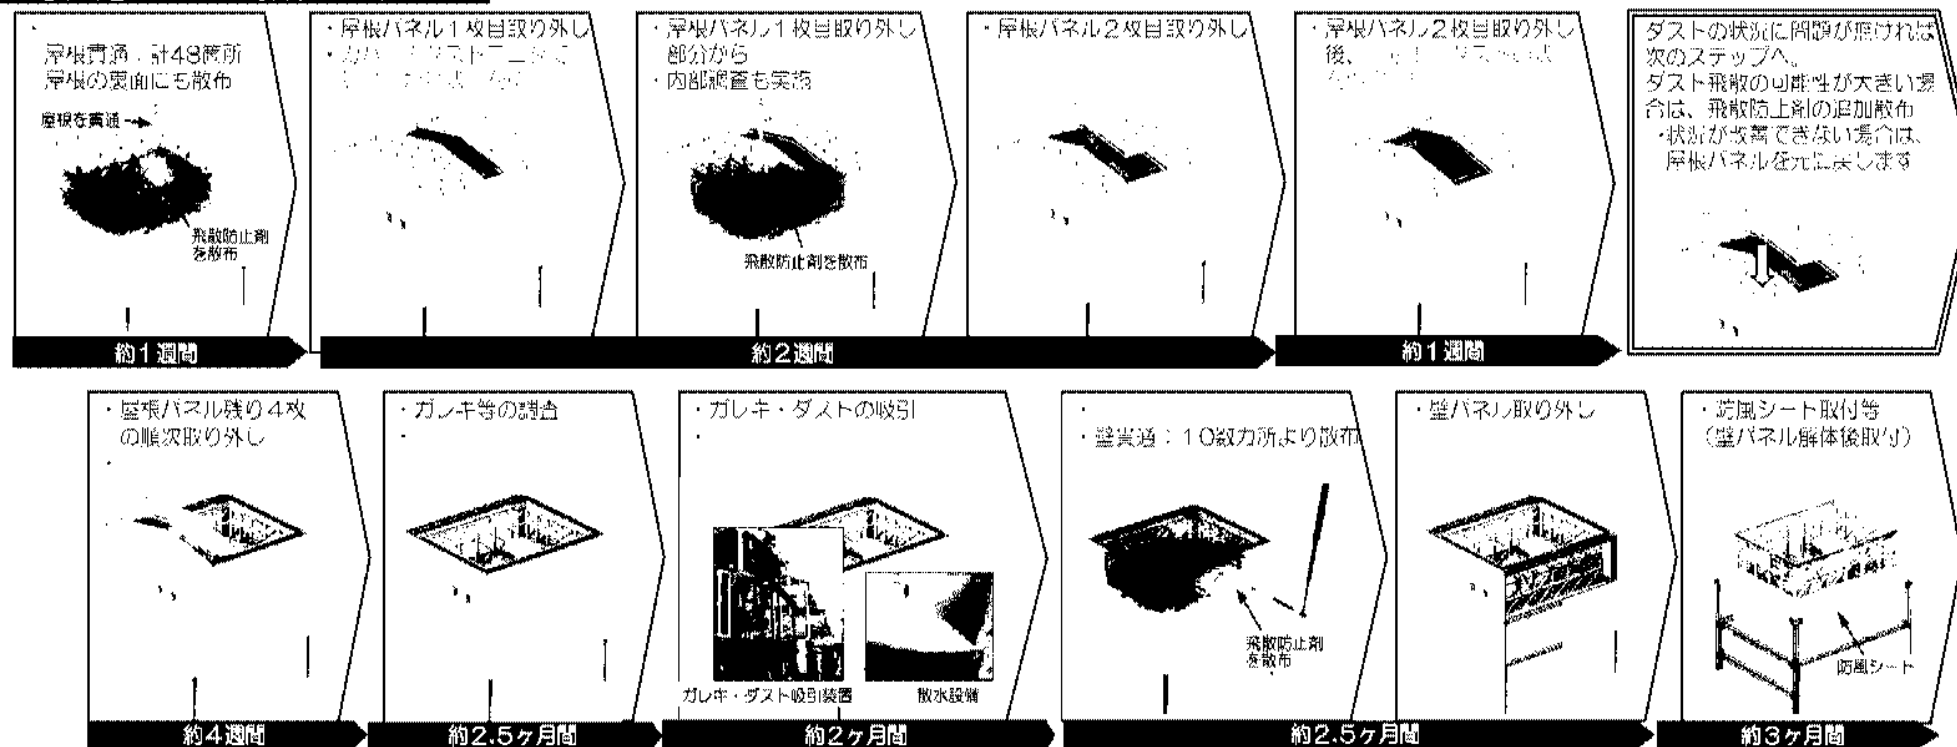 屋根貫通：計48箇所
屋根の裏面にも散布
屋根を貫通
飛散防止剤
を散布
約1週間
・屋根パネル1枚目取り外し
・屋根パネル1枚目取り外し
部分から
・内部調査も実施
飛散防止剤を散布
・屋根パネル2枚目取り外し
約2週間
・屋根パネル2枚目取り外し
後、
約1週間
ダストの状況に問題が無ければ
次のステップへ。
ダスト飛散の可能性が大きい場
合は、飛散防止剤の追加散布
・状況が改善できない場合は、
屋根パネルを元に戻します
・屋根パネル残り4枚
の順次取り外し
約4週間
・ガレキ等の調査
約2.5ヶ月間
・ガレキ・ダストの吸引
ガレキ・ダスト吸引装置
散水設備
約2ヶ月間
・壁貫通：10数カ所より散布
飛散防止剤
を散布
・壁パネル取り外し
約2.5ヶ月間
・防風シート取付等
（壁パネル解体後取付）
防風シート
約3ヶ月間